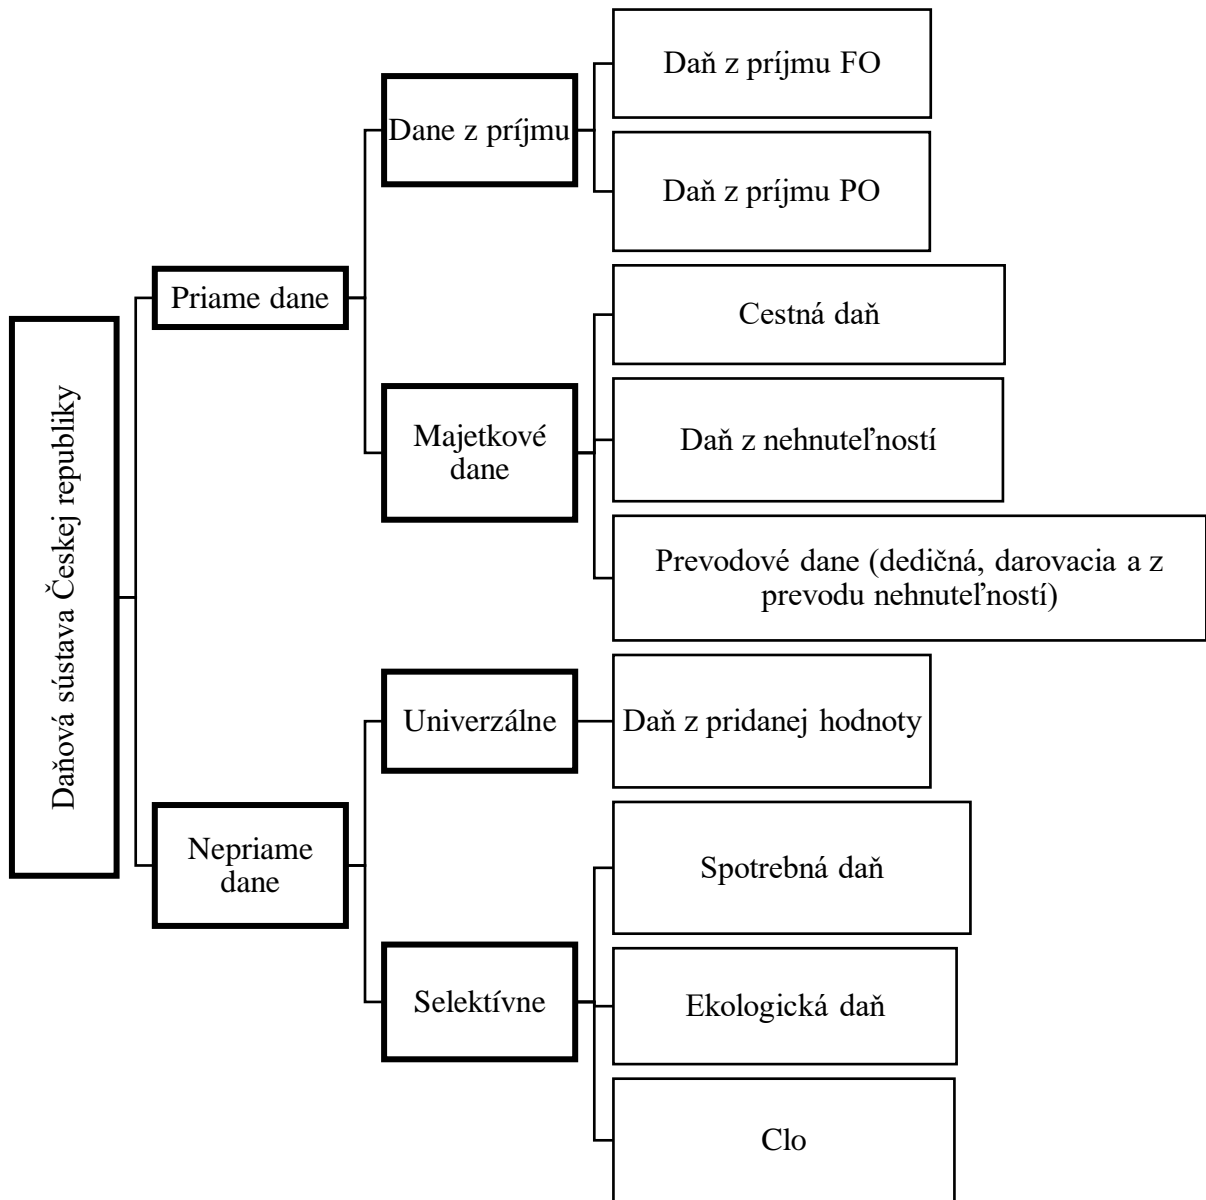 Daňová sústava Českej republiky
Priame dane
Dane z príjmu
Daň z príjmu FO
Daň z príjmu PO
Majetkové
dane
Cestná daň
Daň z nehnuteľností
Prevodové dane (dedičná, darovacia a z
prevodu nehnuteľností)
Nepriame
dane
Univerzálne
Daň z pridanej hodnoty
Selektívne
Spotrebná daň
Ekologická daň
Clo